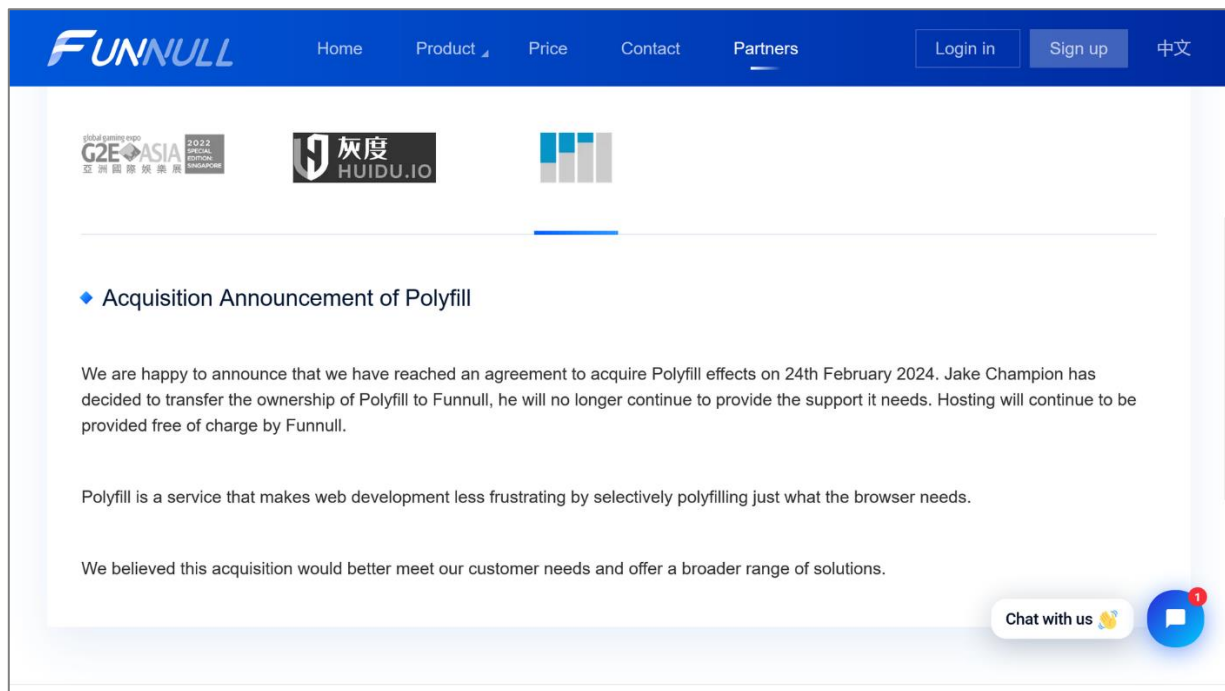 FUNNULL
Home Product Price Contact Partners Login in Sign up 中文
global gaming expo
G2E ASIA
2022
SPECIAL
EDITION:
SINGAPORE
亞洲國際娛樂展
灰度
HUIDU.IO
Acquisition Announcement of Polyfill
We are happy to announce that we have reached an agreement to acquire Polyfill effects on 24th February 2024. Jake Champion has
decided to transfer the ownership of Polyfill to Funnull, he will no longer continue to provide the support it needs. Hosting will continue to be
provided free of charge by Funnull.
Polyfill is a service that makes web development less frustrating by selectively polyfilling just what the browser needs.
We believed this acquisition would better meet our customer needs and offer a broader range of solutions.
Chat with us 👋
1